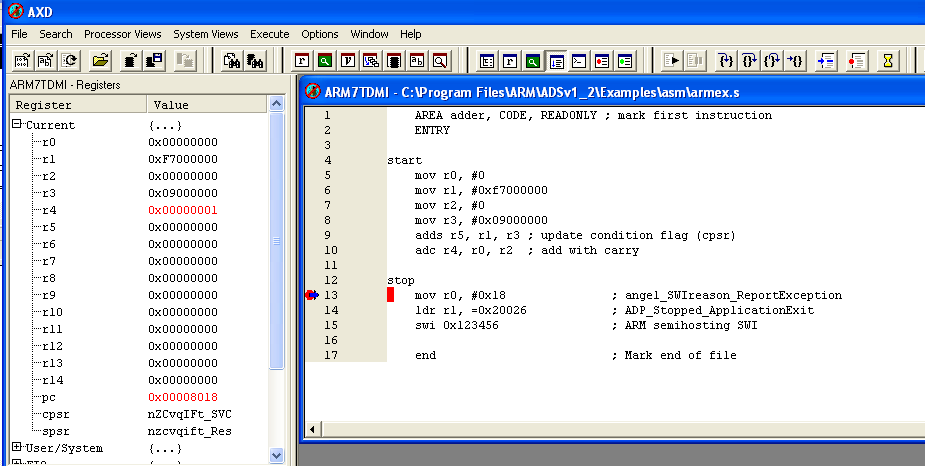 AXD
File Search Processor Views System Views Execute Options Window Help
ARM7TDMI - Registers
Register Value
Current {...}
r0 0x00000000
r1 0xF7000000
r2 0x00000000
r3 0x09000000
r4 0x00000001
r5 0x00000000
r6 0x00000000
r7 0x00000000
r8 0x00000000
r9 0x00000000
r10 0x00000000
r11 0x00000000
r12 0x00000000
r13 0x00000000
r14 0x00000000
pc 0x00008018
cpsr nZCvqIFt_SVC
spsr nzcvqift_Res
User/System {...}
FIQ {...}
ARM7TDMI - C:\Program Files\ARM\ADSv1_2\Examples\asm\armex.s
1 AREA adder, CODE, READONLY ; mark first instruction
2 ENTRY
3
4 start
5 mov r0, #0
6 mov r1, #0xf7000000
7 mov r2, #0
8 mov r3, #0x09000000
9 adds r5, r1, r3 ; update condition flag (cpsr)
10 adc r4, r0, r2 ; add with carry
11
12 stop
13 mov r0, #0x18 ; angel_SWIreason_ReportException
14 ldr r1, =0x20026 ; ADP_Stopped_ApplicationExit
15 swi 0x123456 ; ARM semihosting SWI
16
17 end ; Mark end of file